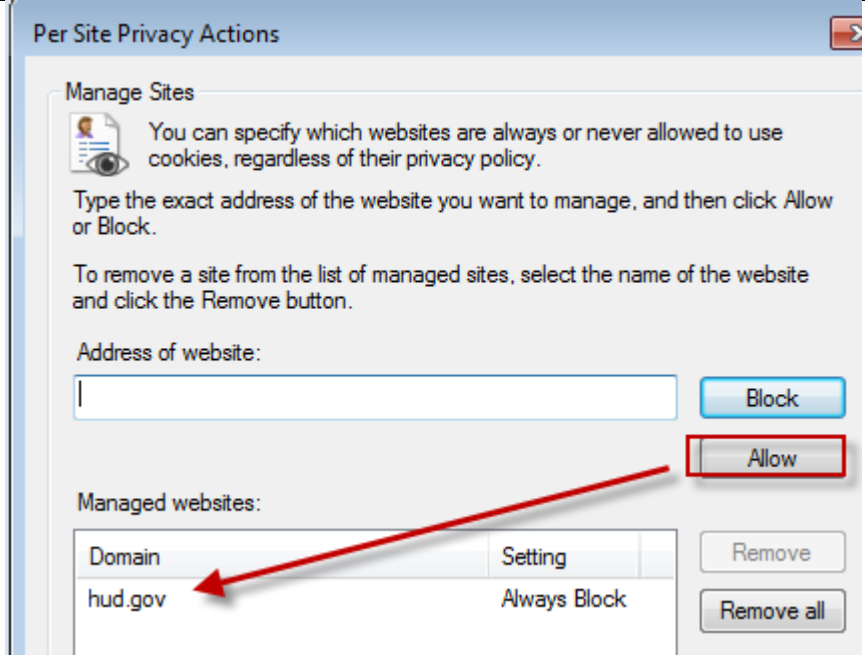 Per Site Privacy Actions
Manage Sites
You can specify which websites are always or never allowed to use
cookies, regardless of their privacy policy.
Type the exact address of the website you want to manage, and then click Allow
or Block.
To remove a site from the list of managed sites, select the name of the website
and click the Remove button.
Address of website:
Block
Allow
Managed websites:
Domain Setting
Remove
hud.gov Always Block
Remove all